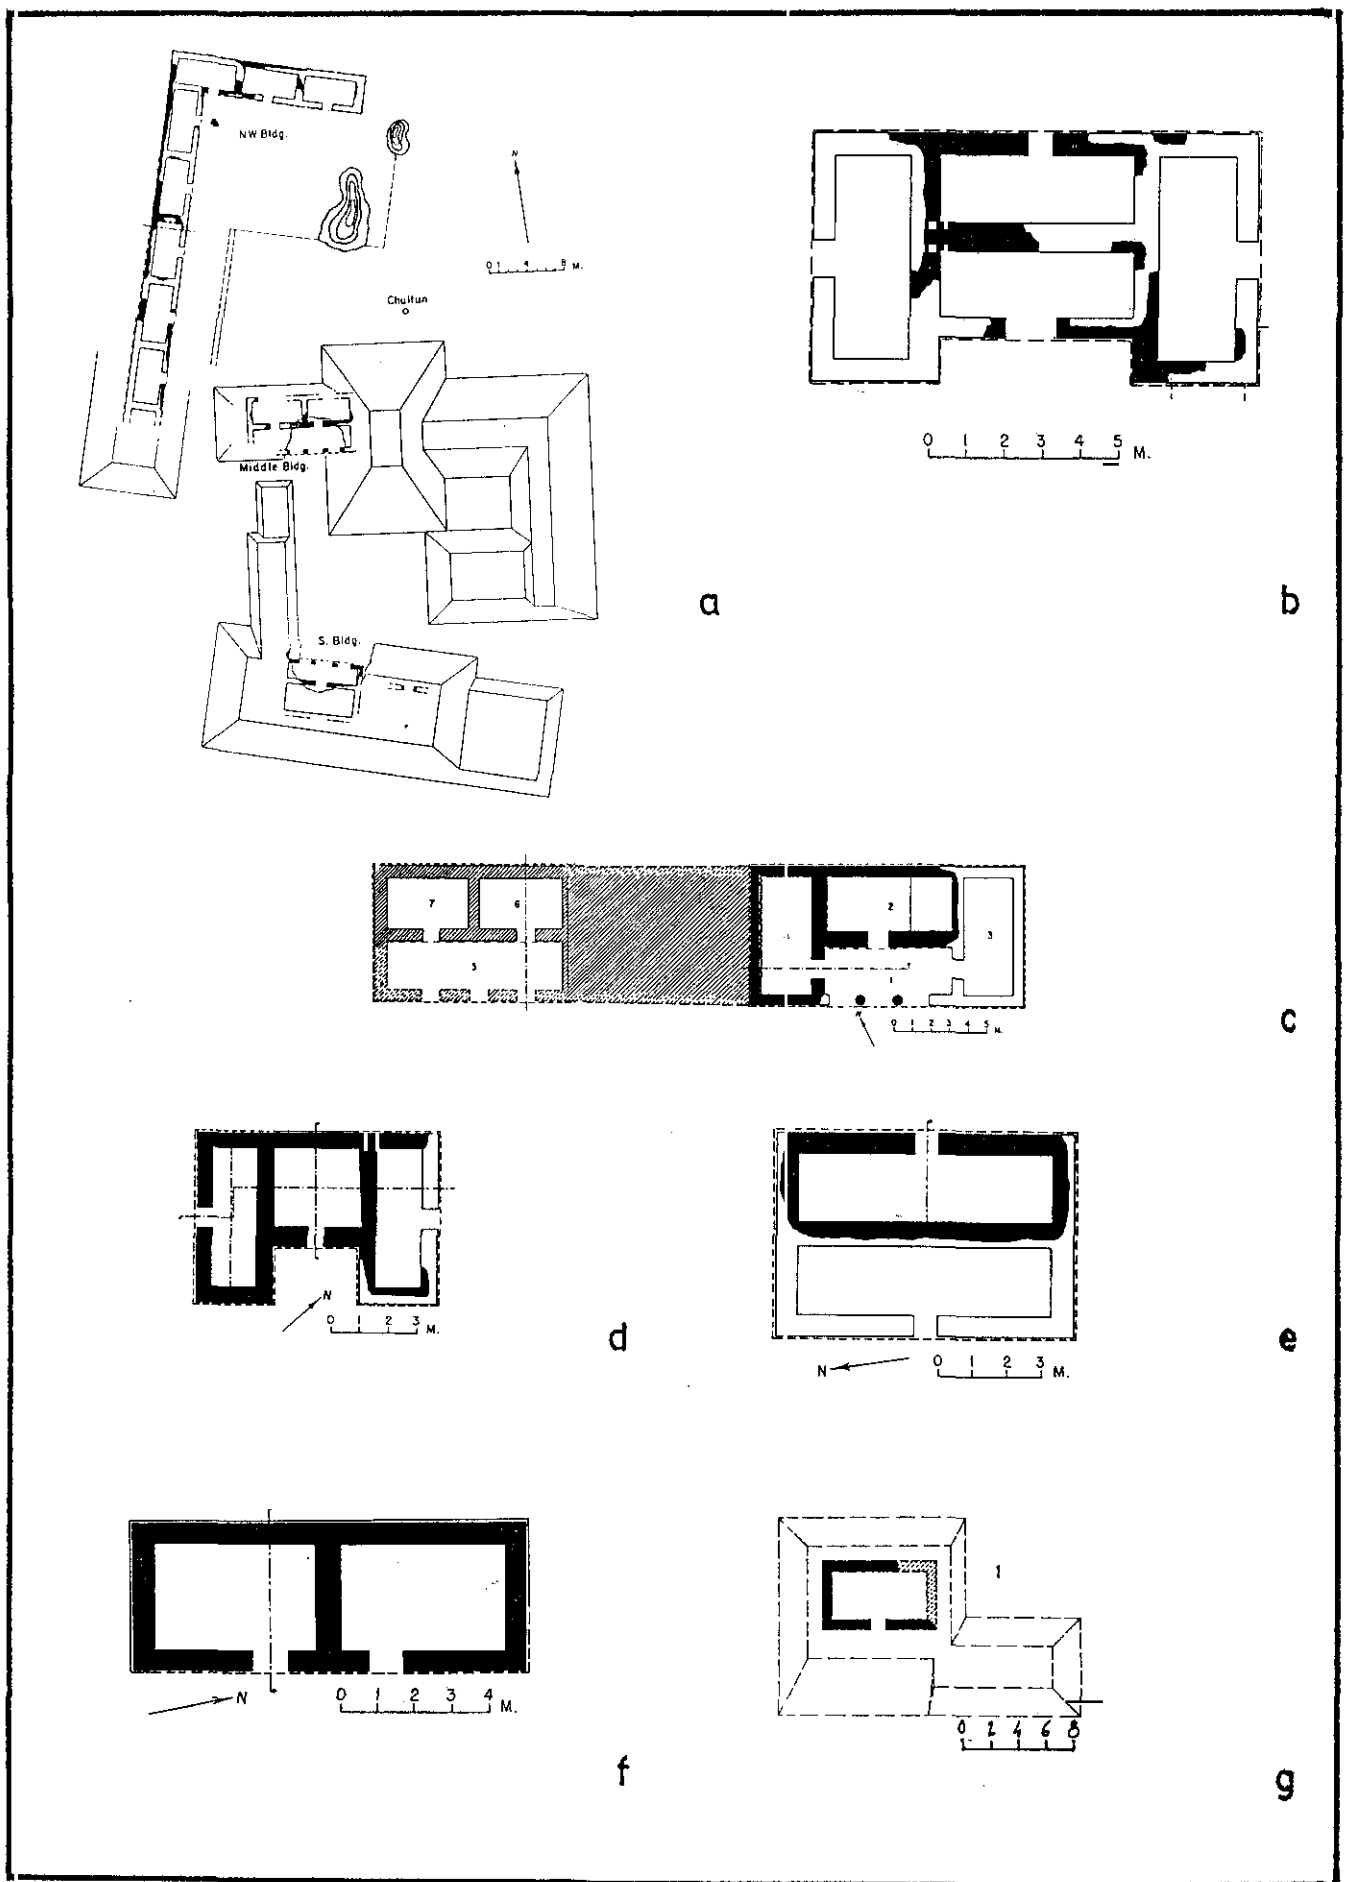 NW Bldg.
N
0 1 4 8 M.
Chultun
Middle Bldg.
S. Bldg.
a
0 1 2 3 4 5 M.
b
7 6 2 3
5 1
N
0 1 2 3 4 5 M.
c
N
0 1 2 3 M.
d
N 0 1 2 3 M.
e
N 0 1 2 3 4 M.
f
1
0 2 4 6 8
g